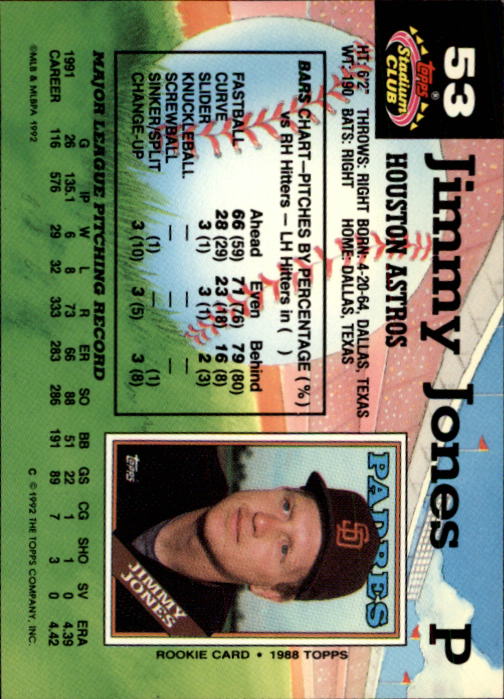 53
TOPPS ®
Stadium
CLUB
Jimmy Jones P
HOUSTON ASTROS
HT: 6'2" THROWS: RIGHT BORN: 4-20-64, DALLAS, TEXAS
WT: 190 BATS: RIGHT HOME: DALLAS, TEXAS
BARS CHART—PITCHES BY PERCENTAGE (%)
vs RH Hitters — LH Hitters in ( )
Ahead Even Behind
FASTBALL 66 (59) 71 (76) 79 (80)
CURVE 28 (29) 23 (18) 16 (8)
SLIDER 3 (1) 3 (1) 2 (3)
KNUCKLEBALL — — —
SCREWBALL — — —
SINKER/SPLIT (1) — (1)
CHANGE-UP 3 (10) 3 (5) 3 (8)
MAJOR LEAGUE PITCHING RECORD
G IP W L R ER SO BB GS CG SHO SV ERA
1991 26 135.1 6 8 73 66 88 51 22 1 1 0 4.39
CAREER 116 576 29 32 333 283 286 191 89 7 3 0 4.42
©MLB & MLBPA 1992
C ©1992 THE TOPPS COMPANY, INC.
PADRES
SD
TOPPS
JIMMY
JONES
ROOKIE CARD • 1988 TOPPS